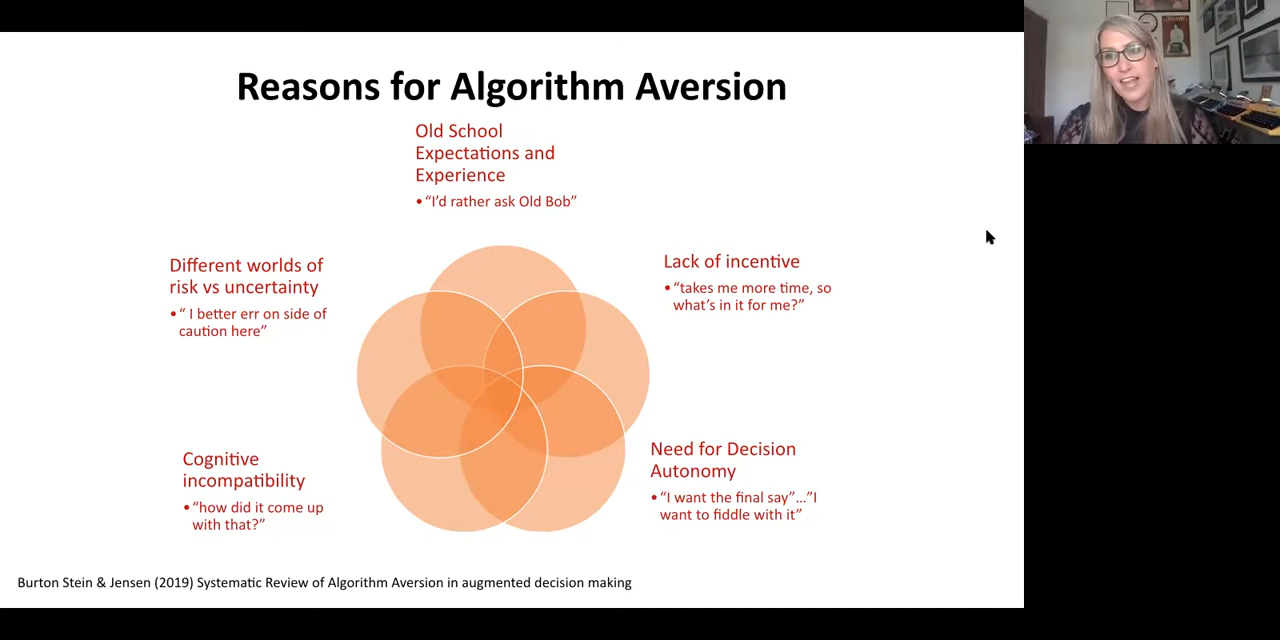 Reasons for Algorithm Aversion
Old School
Expectations and
Experience
• “I’d rather ask Old Bob”
Different worlds of
risk vs uncertainty
• “ I better err on side of
caution here”
Lack of incentive
• “takes me more time, so
what’s in it for me?”
Cognitive
incompatibility
• “how did it come up
with that?”
Need for Decision
Autonomy
• “I want the final say”...”I
want to fiddle with it”
Burton Stein & Jensen (2019) Systematic Review of Algorithm Aversion in augmented decision making